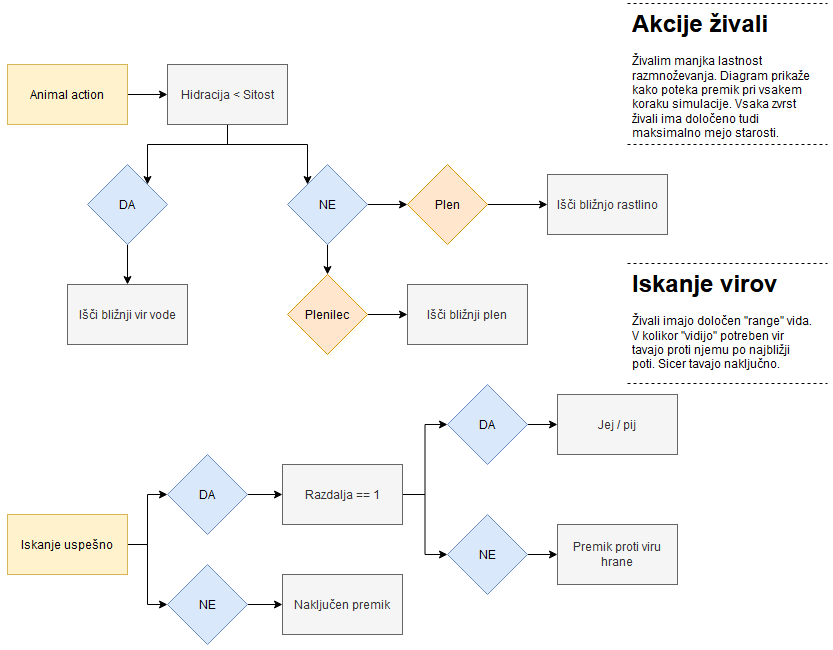 Akcije živali
Živalim manjka lastnost
razmnoževanja. Diagram prikaže
kako poteka premik pri vsakem
koraku simulacije. Vsaka zvrst
živali ima določeno tudi
maksimalno mejo starosti.
Animal action
Hidracija < Sitost
DA
NE
Plen
Išči bližnjo rastlino
Išči bližnji vir vode
Plenilec
Išči bližnji plen
Iskanje virov
Živali imajo določen "range" vida.
V kolikor "vidijo" potreben vir
tavajo proti njemu po najbližji
poti. Sicer tavajo naključno.
Iskanje uspešno
DA
Razdalja == 1
DA
Jej / pij
NE
Premik proti viru
hrane
NE
Naključen premik